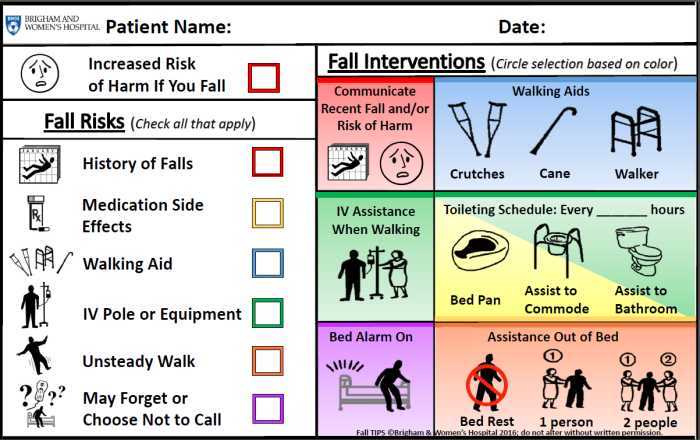 BRIGHAM AND
WOMEN'S HOSPITAL
Patient Name:
Date:
Increased Risk
of Harm If You Fall
Fall Risks (Check all that apply)
History of Falls
Medication Side
Effects
Rx
Walking Aid
IV Pole or Equipment
Unsteady Walk
May Forget or
Choose Not to Call
? ? ?
Fall Interventions (Circle selection based on color)
Communicate
Recent Fall and/or
Risk of Harm
Walking Aids
Crutches
Cane
Walker
IV Assistance
When Walking
Toileting Schedule: Every _______ hours
Bed Pan
Assist to
Commode
Assist to
Bathroom
Bed Alarm On
Assistance Out of Bed
1
1 2
Bed Rest
1 person
2 people
Fall TIPS ©Brigham & Women's Hospital 2016; do not alter without written permission.